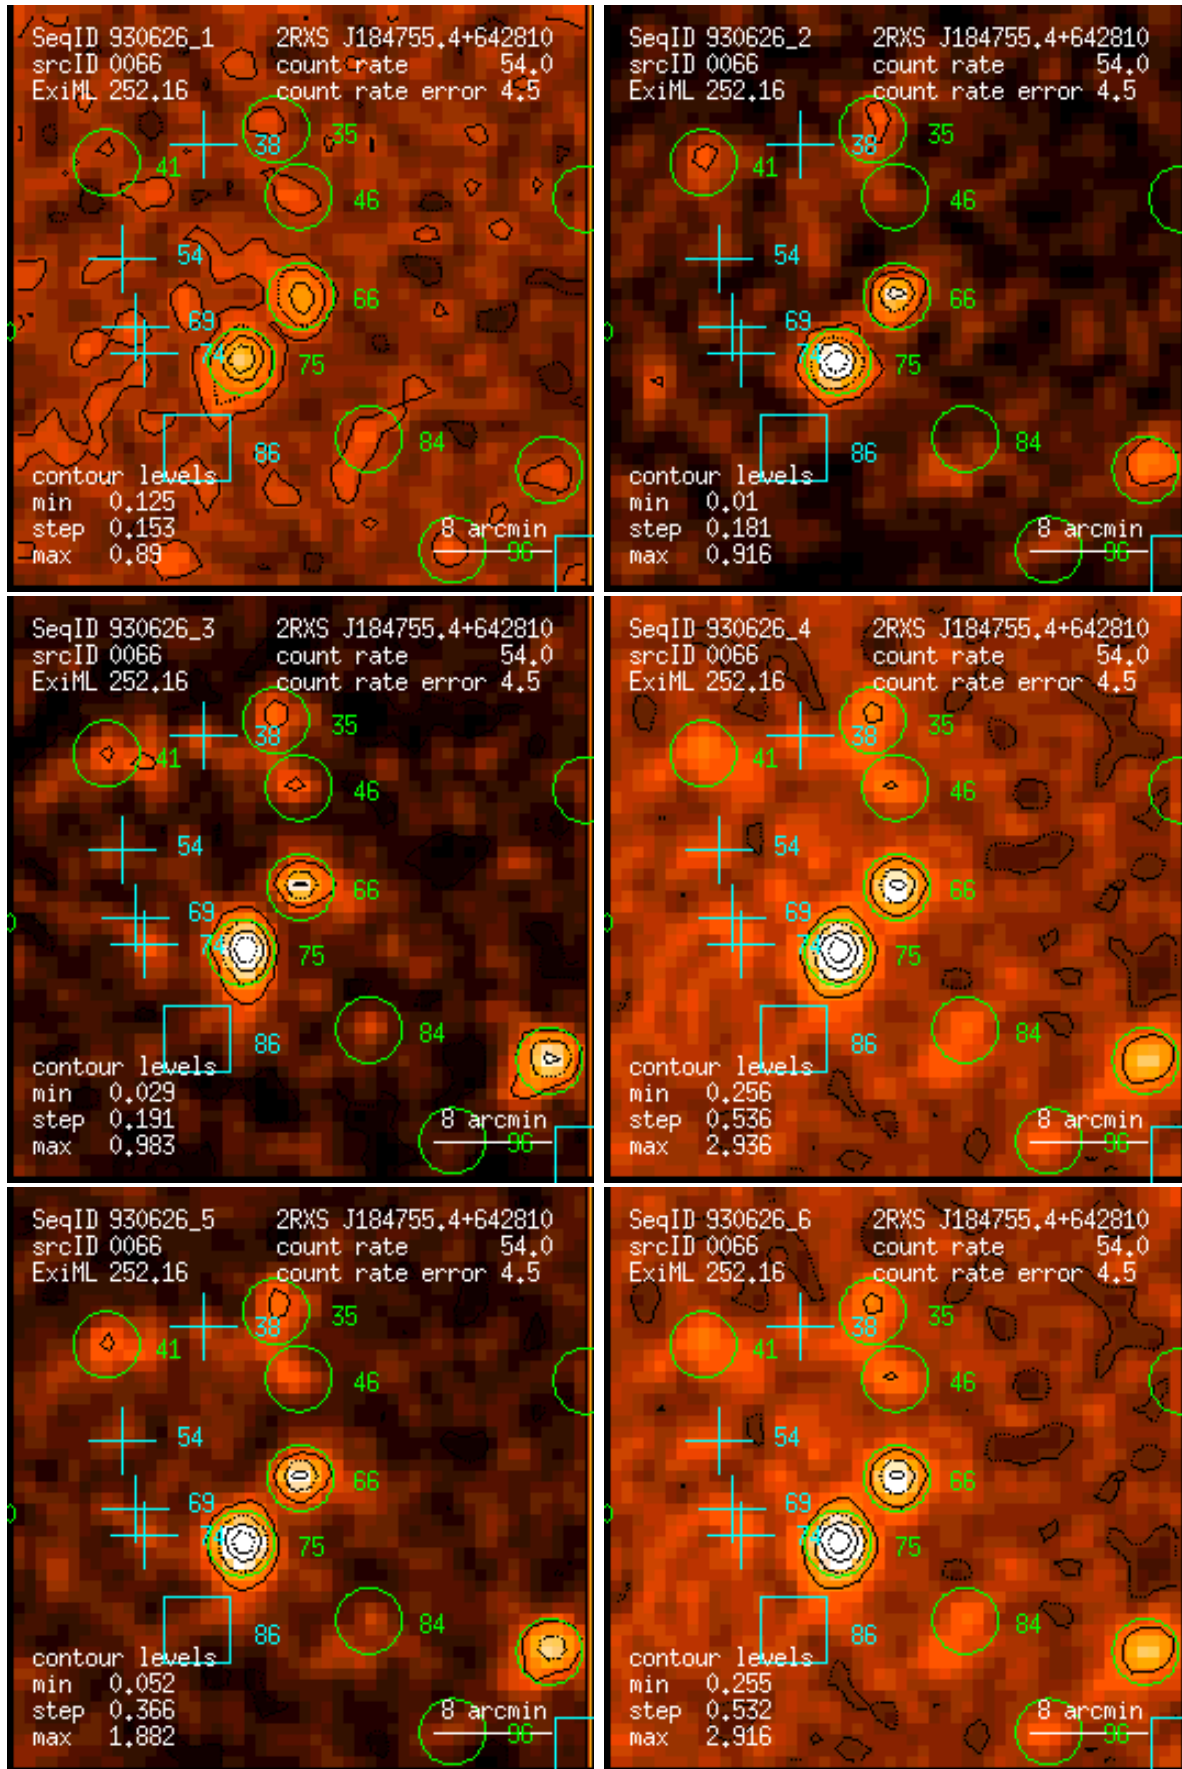 SeqID 930626_1 2RXS J184755.4+642810
srcID 0066 count rate 54.0
ExiML 252.16 count rate error 4.5
38 35
41
46
54
66
69
74 75
84
86
contour levels
min 0.125
step 0.153 8 arcmin
max 0.89 96
SeqID 930626_2 2RXS J184755.4+642810
srcID 0066 count rate 54.0
ExiML 252.16 count rate error 4.5
38 35
41
46
54
66
69
74 75
84
86
contour levels
min 0.01
step 0.181 8 arcmin
max 0.916 96
SeqID 930626_3 2RXS J184755.4+642810
srcID 0066 count rate 54.0
ExiML 252.16 count rate error 4.5
38 35
41
46
54
66
69
74 75
84
86
contour levels
min 0.029
step 0.191 8 arcmin
max 0.983 96
SeqID 930626_4 2RXS J184755.4+642810
srcID 0066 count rate 54.0
ExiML 252.16 count rate error 4.5
38 35
41
46
54
66
69
74 75
84
86
contour levels
min 0.256
step 0.536 8 arcmin
max 2.936 96
SeqID 930626_5 2RXS J184755.4+642810
srcID 0066 count rate 54.0
ExiML 252.16 count rate error 4.5
38 35
41
46
54
66
69
74 75
84
86
contour levels
min 0.052
step 0.366 8 arcmin
max 1.882 96
SeqID 930626_6 2RXS J184755.4+642810
srcID 0066 count rate 54.0
ExiML 252.16 count rate error 4.5
38 35
41
46
54
66
69
74 75
84
86
contour levels
min 0.255
step 0.532 8 arcmin
max 2.916 96